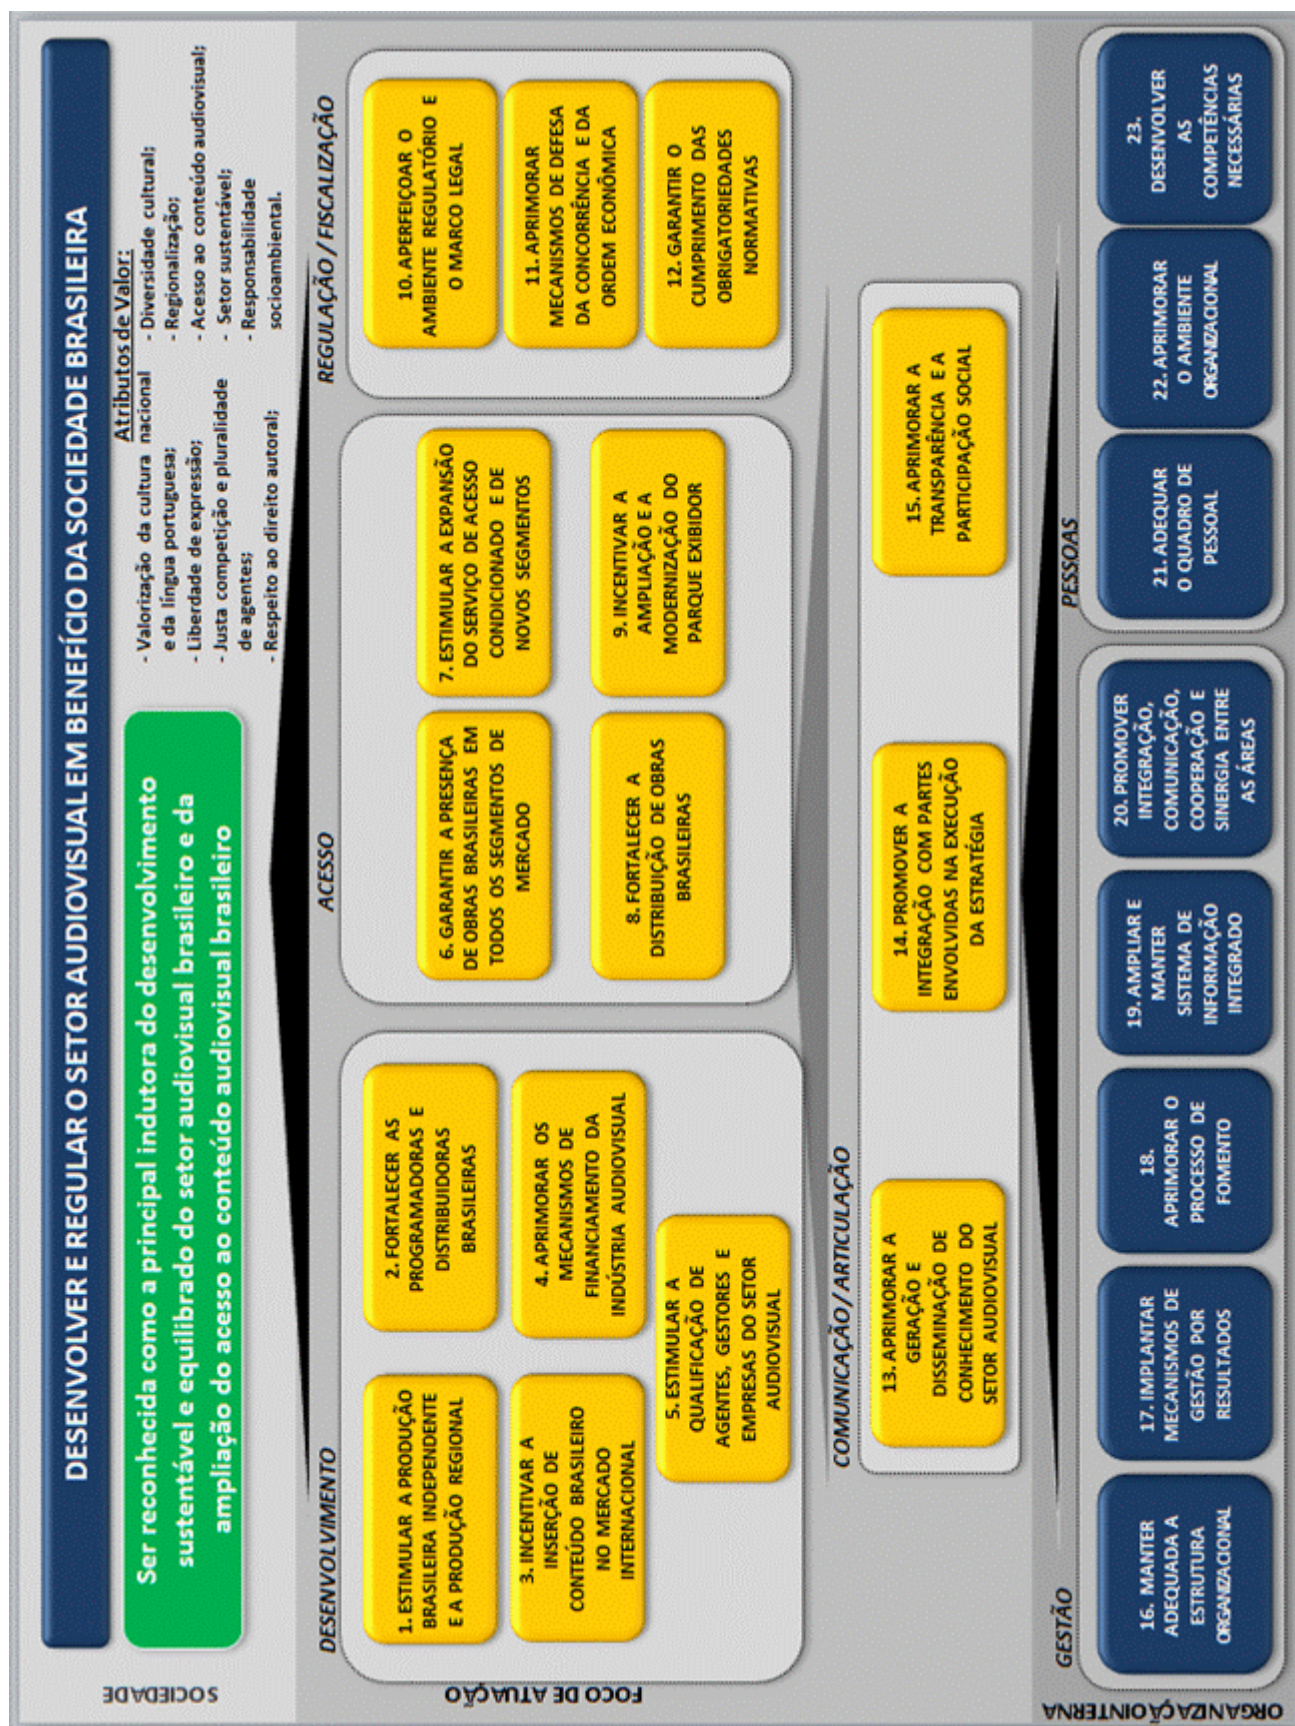 DESENVOLVER E REGULAR O SETOR AUDIOVISUAL EM BENEFÍCIO DA SOCIEDADE BRASILEIRA
SOCIEDADE
Ser reconhecida como a principal indutora do desenvolvimento
sustentável e equilibrado do setor audiovisual brasileiro e da
ampliação do acesso ao conteúdo audiovisual brasileiro
Atributos de Valor:
- Valorização da cultura nacional
e da língua portuguesa;
- Liberdade de expressão;
- Justa competição e pluralidade
de agentes;
- Respeito ao direito autoral;
- Diversidade cultural;
- Regionalização;
- Acesso ao conteúdo audiovisual;
- Setor sustentável;
- Responsabilidade
socioambiental.
FOCO DE ATUAÇÃO
DESENVOLVIMENTO
1. ESTIMULAR A PRODUÇÃO
BRASILEIRA INDEPENDENTE
E A PRODUÇÃO REGIONAL
2. FORTALECER AS
PROGRAMADORAS E
DISTRIBUIDORAS
BRASILEIRAS
3. INCENTIVAR A
INSERÇÃO DE
CONTEÚDO BRASILEIRO
NO MERCADO
INTERNACIONAL
4. APRIMORAR OS
MECANISMOS DE
FINANCIAMENTO DA
INDÚSTRIA AUDIOVISUAL
5. ESTIMULAR A
QUALIFICAÇÃO DE
AGENTES, GESTORES E
EMPRESAS DO SETOR
AUDIOVISUAL
ACESSO
6. GARANTIR A PRESENÇA
DE OBRAS BRASILEIRAS EM
TODOS OS SEGMENTOS DE
MERCADO
7. ESTIMULAR A EXPANSÃO
DO SERVIÇO DE ACESSO
CONDICIONADO E DE
NOVOS SEGMENTOS
8. FORTALECER A
DISTRIBUIÇÃO DE OBRAS
BRASILEIRAS
9. INCENTIVAR A
AMPLIAÇÃO E A
MODERNIZAÇÃO DO
PARQUE EXIBIDOR
REGULAÇÃO / FISCALIZAÇÃO
10. APERFEIÇOAR O
AMBIENTE REGULATÓRIO E
O MARCO LEGAL
11. APRIMORAR
MECANISMOS DE DEFESA
DA CONCORRÊNCIA E DA
ORDEM ECONÔMICA
12. GARANTIR O
CUMPRIMENTO DAS
OBRIGATORIEDADES
NORMATIVAS
COMUNICAÇÃO / ARTICULAÇÃO
13. APRIMORAR A
GERAÇÃO E
DISSEMINAÇÃO DE
CONHECIMENTO DO
SETOR AUDIOVISUAL
14. PROMOVER A
INTEGRAÇÃO COM PARTES
ENVOLVIDAS NA EXECUÇÃO
DA ESTRATÉGIA
15. APRIMORAR A
TRANSPARÊNCIA E A
PARTICIPAÇÃO SOCIAL
ORGANIZAÇÃOINTERNA
GESTÃO
16. MANTER
ADEQUADA A
ESTRUTURA
ORGANIZACIONAL
17. IMPLANTAR
MECANISMOS DE
GESTÃO POR
RESULTADOS
18.
APRIMORAR O
PROCESSO DE
FOMENTO
19. AMPLIAR E
MANTER
SISTEMA DE
INFORMAÇÃO
INTEGRADO
20. PROMOVER
INTEGRAÇÃO,
COMUNICAÇÃO,
COOPERAÇÃO E
SINERGIA ENTRE
AS ÁREAS
PESSOAS
21. ADEQUAR
O QUADRO DE
PESSOAL
22. APRIMORAR
O AMBIENTE
ORGANIZACIONAL
23.
DESENVOLVER
AS
COMPETÊNCIAS
NECESSÁRIAS